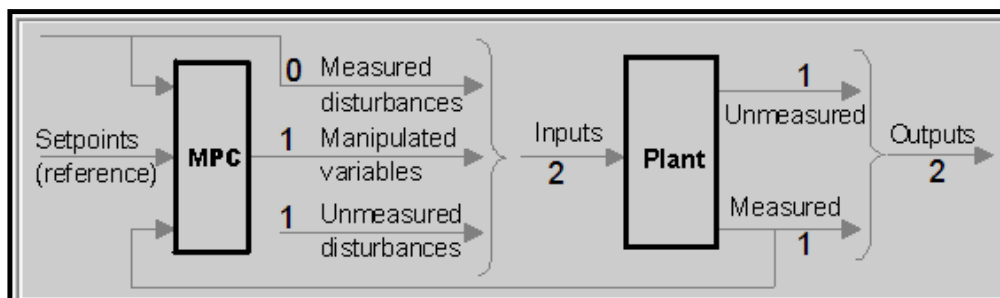 0 Measured
disturbances
Setpoints
(reference)
MPC
1 Manipulated
variables
1 Unmeasured
disturbances
Inputs
2
Plant
1
Unmeasured
Measured
1
Outputs
2